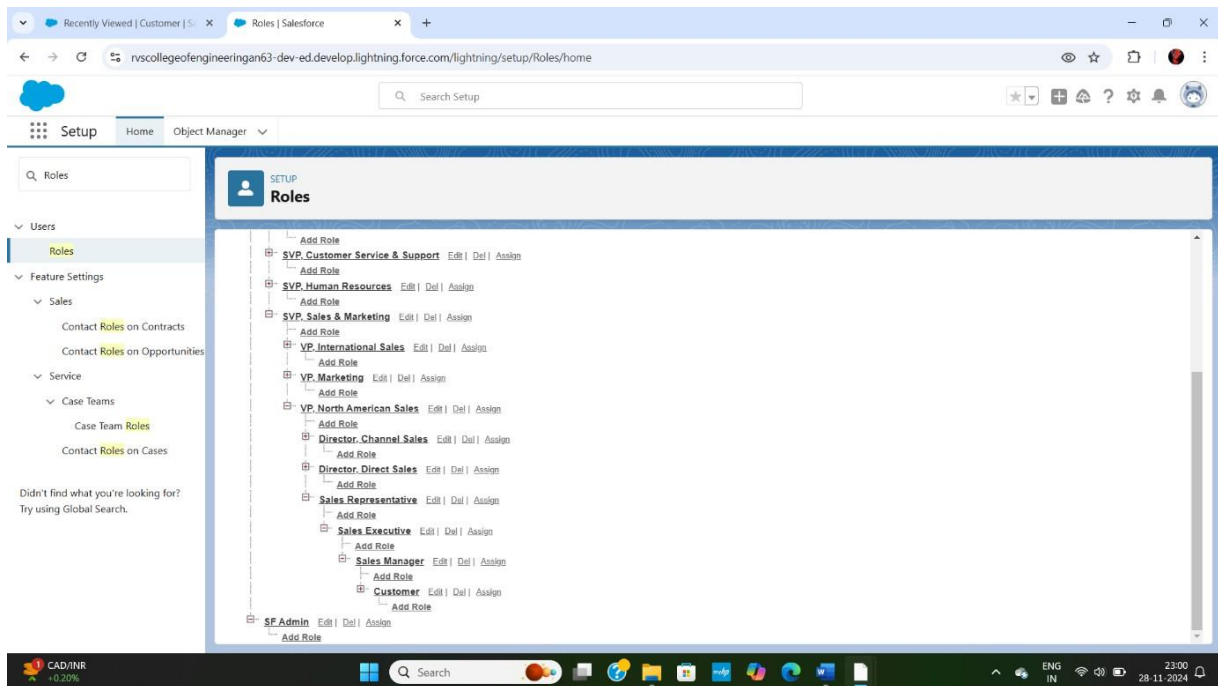 Recently Viewed | Customer | Sa
Roles | Salesforce
rvscollegeofengineeringan63-dev-ed.develop.lightning.force.com/lightning/setup/Roles/home
Search Setup
Setup Home Object Manager
Roles
SETUP
Roles
Users
Roles
Feature Settings
Sales
Contact Roles on Contracts
Contact Roles on Opportunities
Service
Case Teams
Case Team Roles
Contact Roles on Cases
Didn't find what you're looking for?
Try using Global Search.
Add Role
SVP, Customer Service & Support Edit | Del | Assign
Add Role
SVP, Human Resources Edit | Del | Assign
Add Role
SVP, Sales & Marketing Edit | Del | Assign
Add Role
VP, International Sales Edit | Del | Assign
Add Role
VP, Marketing Edit | Del | Assign
Add Role
VP, North American Sales Edit | Del | Assign
Add Role
Director, Channel Sales Edit | Del | Assign
Add Role
Director, Direct Sales Edit | Del | Assign
Add Role
Sales Representative Edit | Del | Assign
Add Role
Sales Executive Edit | Del | Assign
Add Role
Sales Manager Edit | Del | Assign
Add Role
Customer Edit | Del | Assign
Add Role
SF Admin Edit | Del | Assign
Add Role
1
CAD/INR
+0.20%
Search
ENG
IN
23:00
28-11-2024